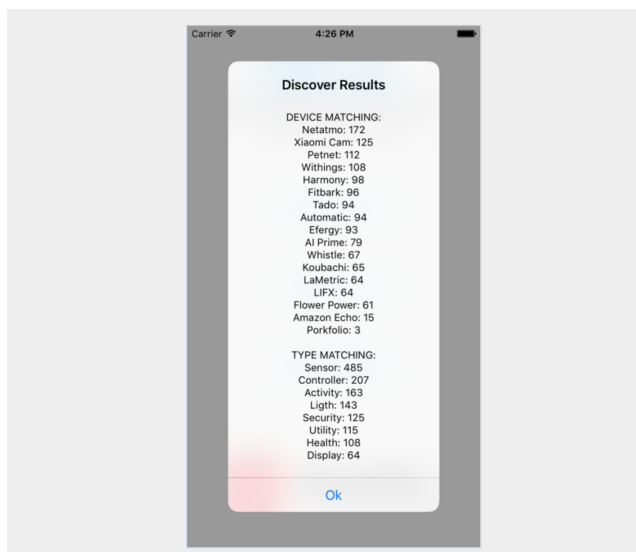 Carrier 4:26 PM
Discover Results
DEVICE MATCHING:
Netatmo: 172
Xiaomi Cam: 125
Petnet: 112
Withings: 108
Harmony: 98
Fitbark: 96
Tado: 94
Automatic: 94
Efergy: 93
AI Prime: 79
Whistle: 67
Koubachi: 65
LaMetric: 64
LIFX: 64
Flower Power: 61
Amazon Echo: 15
Porkfolio: 3
TYPE MATCHING:
Sensor: 485
Controller: 207
Activity: 163
Ligth: 143
Security: 125
Utility: 115
Health: 108
Display: 64
Ok